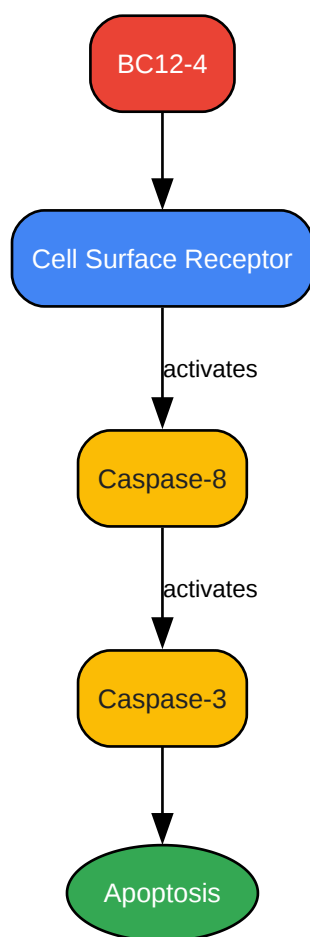 BC12-4
Cell Surface Receptor
activates
Caspase-8
activates
Caspase-3
Apoptosis